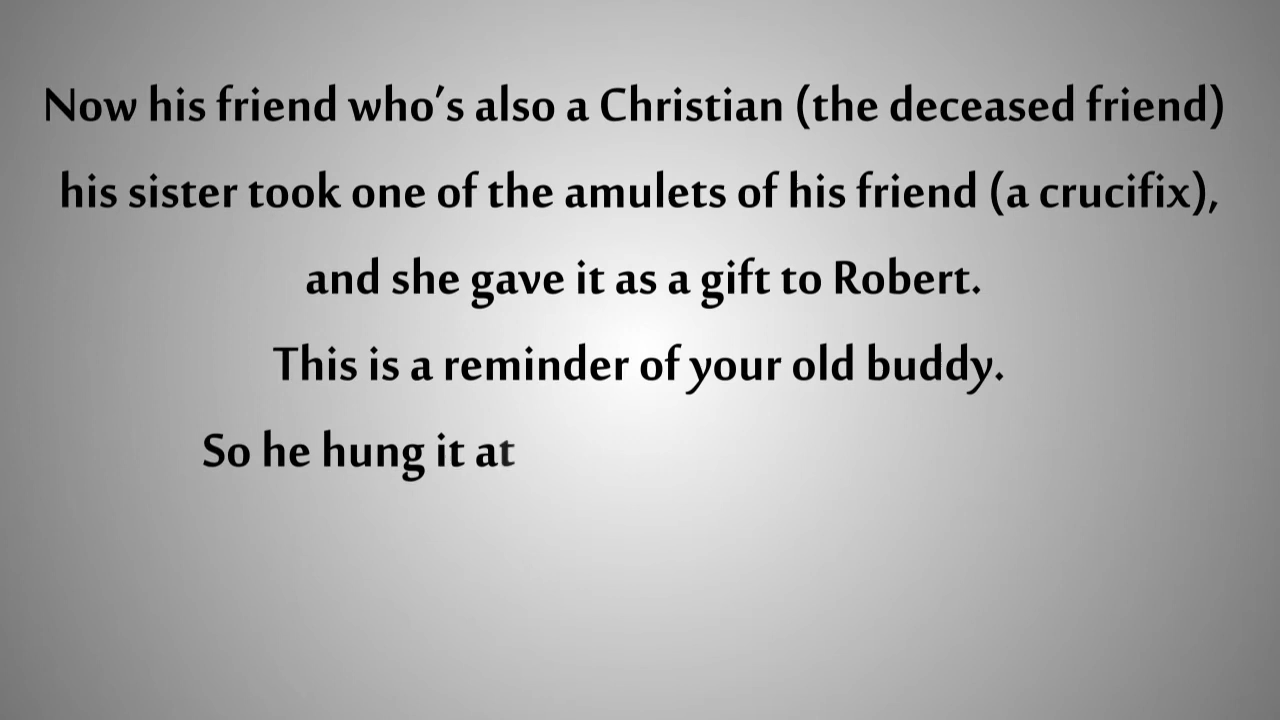 Now his friend who's also a Christian (the deceased friend)
his sister took one of the amulets of his friend (a crucifix),
and she gave it as a gift to Robert.
This is a reminder of your old buddy.
So he hung it at